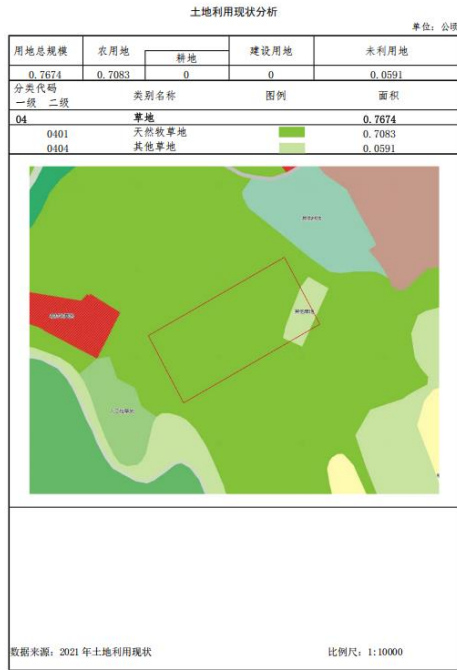 土地利用现状分析
单位：公顷
用地总规模 农用地 耕地 建设用地 未利用地
0.7674 0.7083 0 0 0.0591
分类代码
一级 二级 类别名称 图例 面积
04 草地 0.7674
0401 天然牧草地 0.7083
0404 其他草地 0.0591
其他草地
数据来源：2021 年土地利用现状 比例尺：1:10000